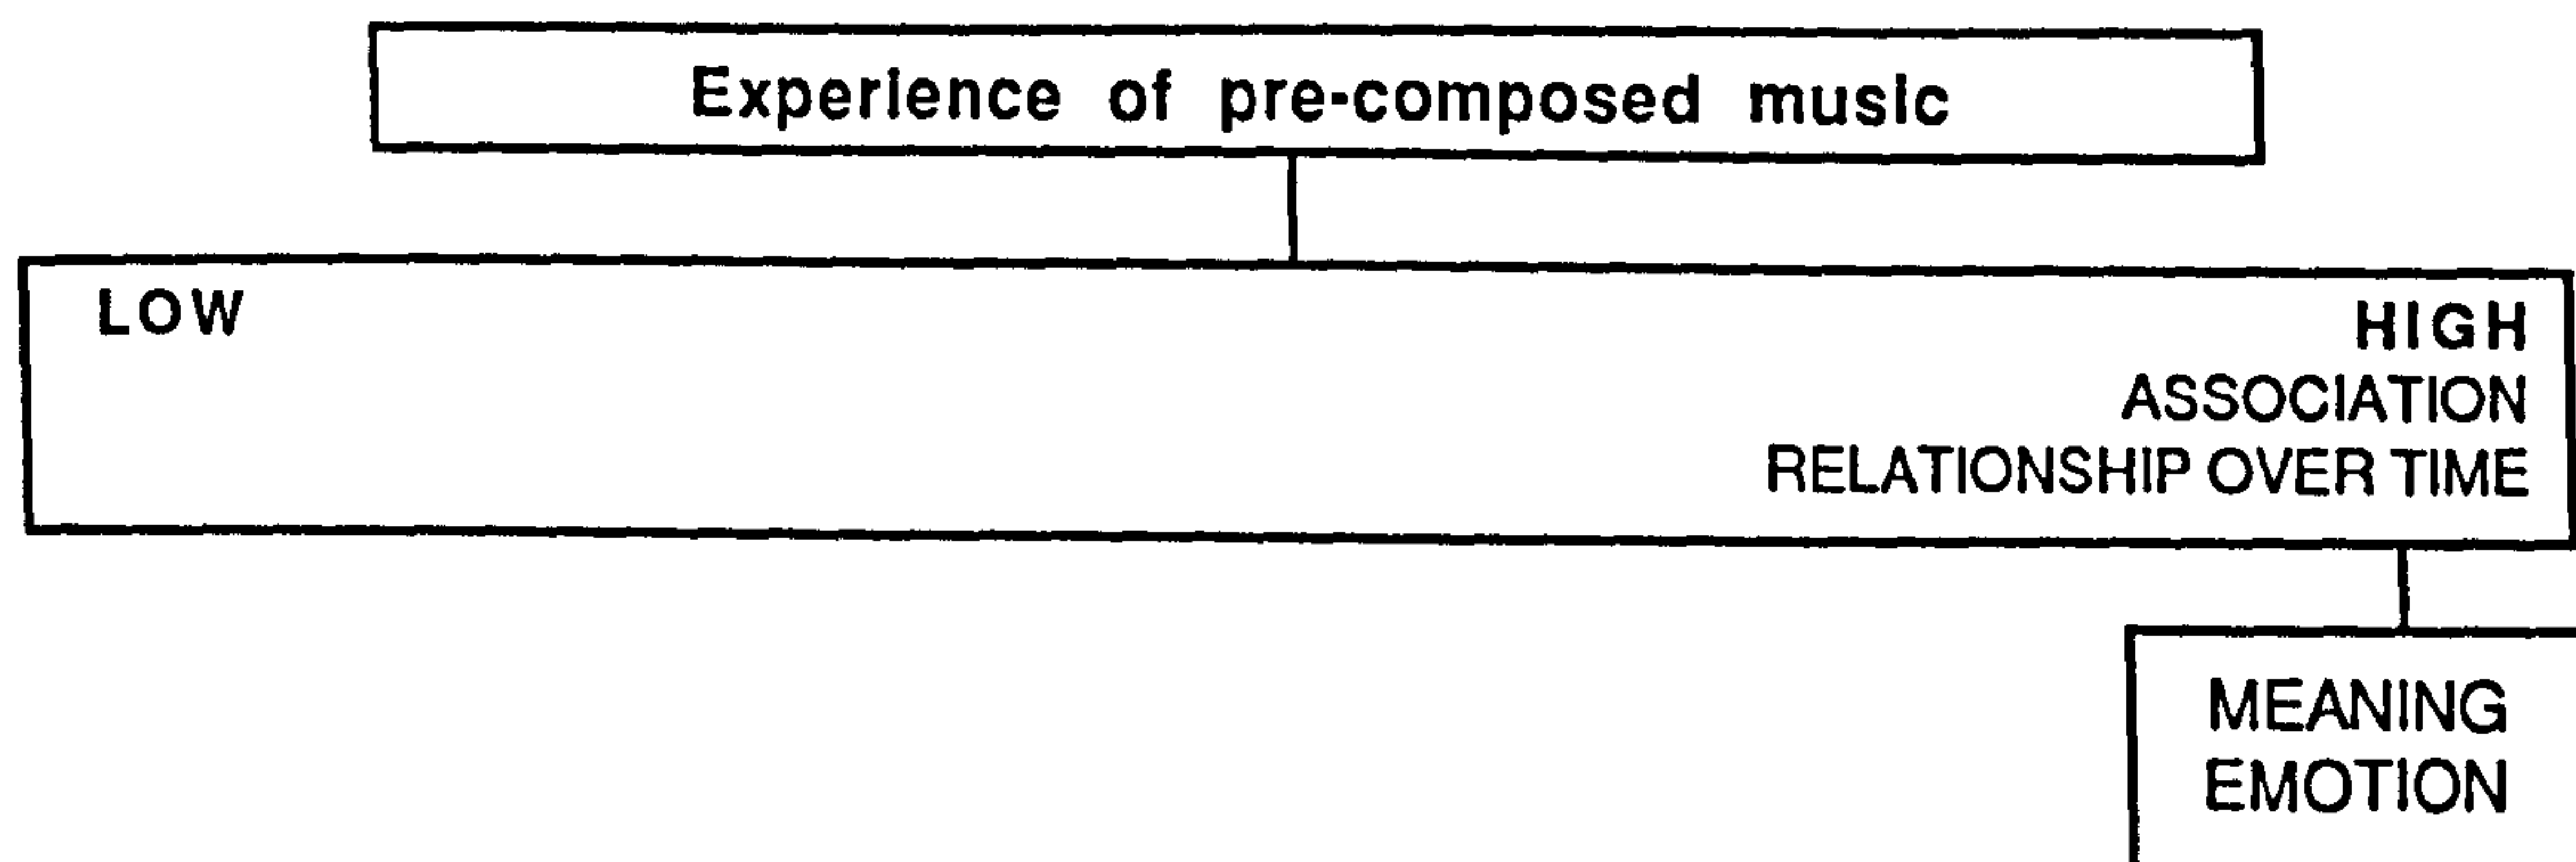 Experience of pre-composed music
LOW
HIGH
ASSOCIATION
RELATIONSHIP OVER TIME
MEANING
EMOTION